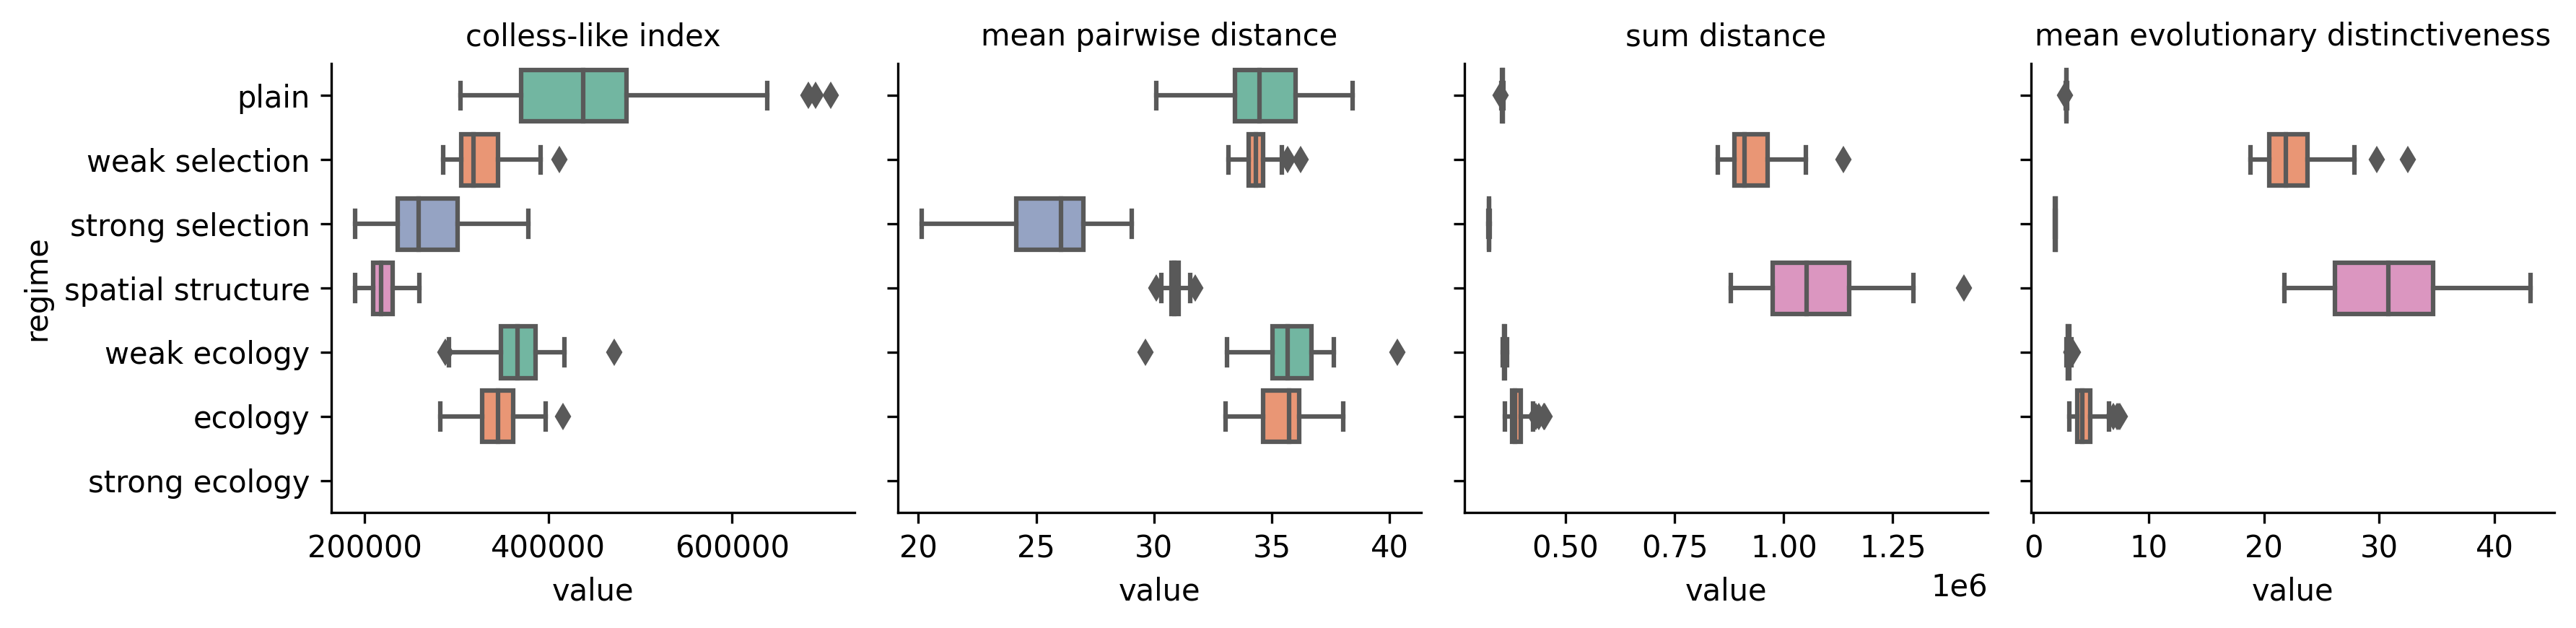 colless-like index
mean pairwise distance
sum distance
mean evolutionary distinctiveness
regime
plain
weak selection
strong selection
spatial structure
weak ecology
ecology
strong ecology
200000 400000 600000
value
20 25 30 35 40
value
0.50 0.75 1.00 1.25
1e6
value
0 10 20 30 40
value